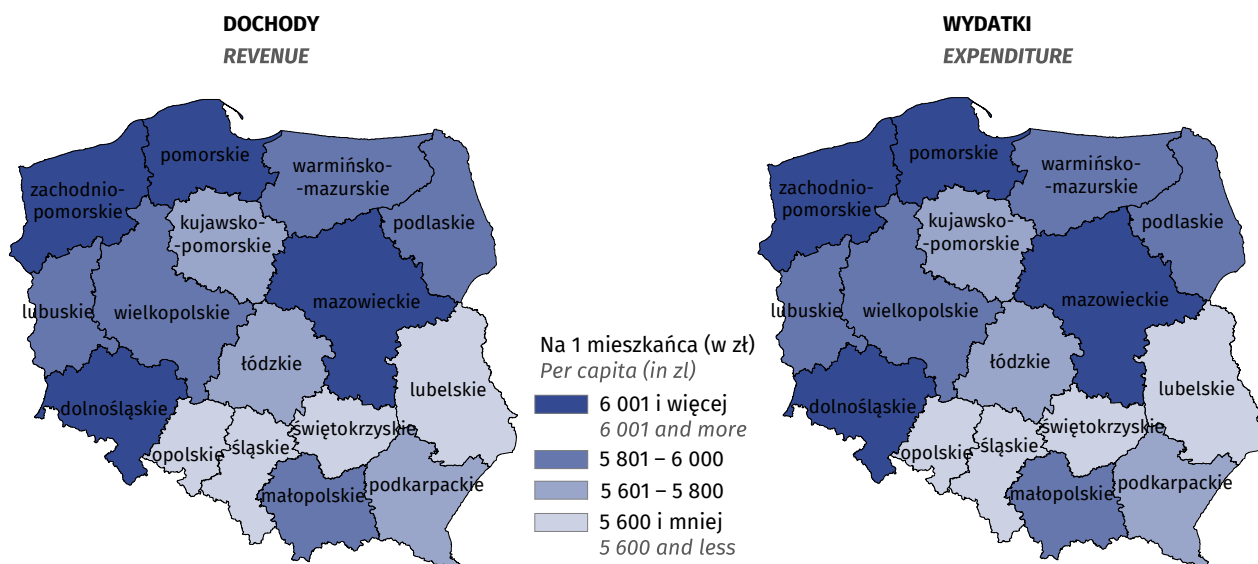 DOCHODY
REVENUE
pomorskie
zachodnio-
-pomorskie
warmińsko-
-mazurskie
podlaskie
kujawsko-
-pomorskie
mazowieckie
lubuskie
wielkopolskie
łódzkie
lubelskie
dolnośląskie
opolskie
śląskie
świętokrzyskie
małopolskie
podkarpackie
Na 1 mieszkańca (w zł)
Per capita (in zl)
6 001 i więcej
6 001 and more
5 801 – 6 000
5 601 – 5 800
5 600 i mniej
5 600 and less
WYDATKI
EXPENDITURE
pomorskie
zachodnio-
pomorskie
warmińsko-
-mazurskie
podlaskie
kujawsko-
-pomorskie
mazowieckie
lubuskie
wielkopolskie
łódzkie
lubelskie
dolnośląskie
opolskie
śląskie
świętokrzyskie
małopolskie
podkarpackie